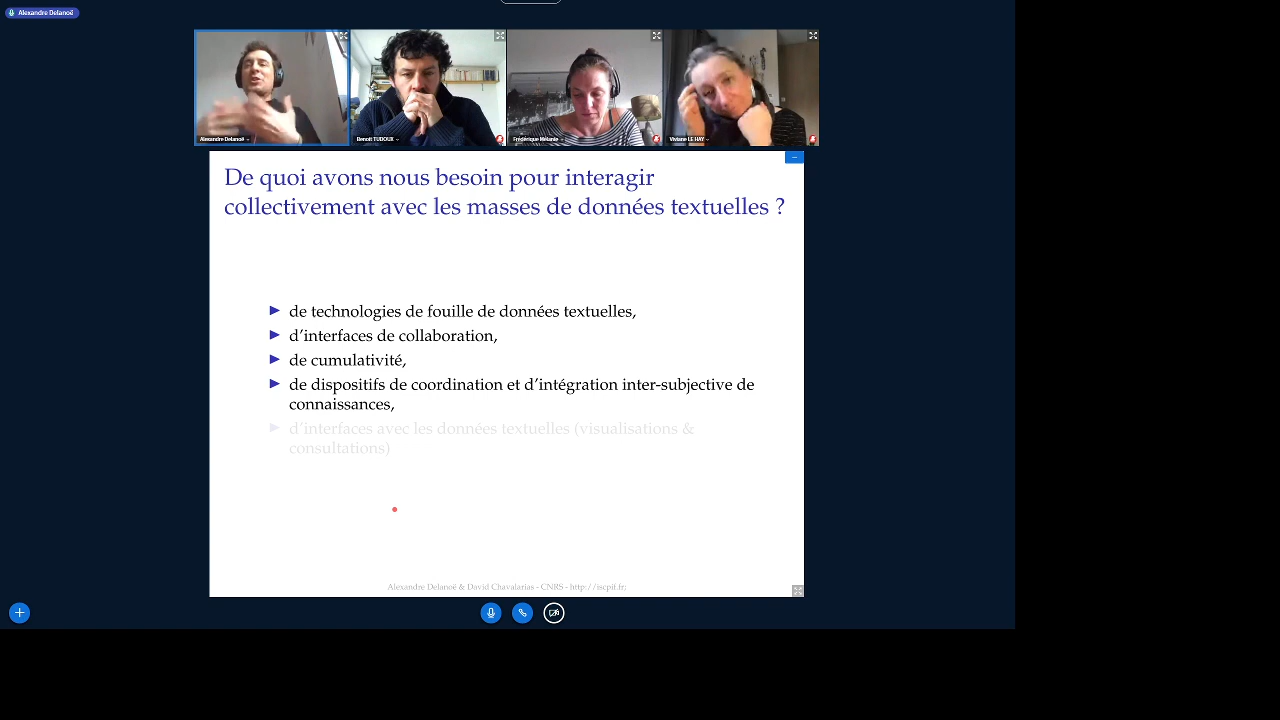 Alexandre Delanoë
Alexandre Delanoë
Benoit TUDOUX
Frédérique Mélanie
Viviane LE HAY
De quoi avons nous besoin pour interagir
collectivement avec les masses de données textuelles ?
de technologies de fouille de données textuelles,
d'interfaces de collaboration,
de cumulativité,
de dispositifs de coordination et d'intégration inter-subjective de
connaissances,
d'interfaces avec les données textuelles (visualisations &
consultations)
Alexandre Delanoë & David Chavalarias - CNRS - http://iscpif.fr